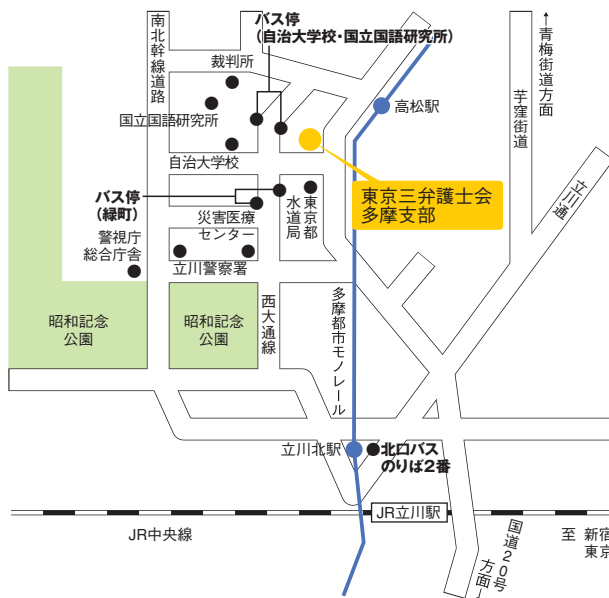 南北幹線道路
バス停
(自治大学校・国立国語研究所)
裁判所
国立国語研究所
自治大学校
高松駅
←青梅街道方面
芋窪街道
立川通
東京三弁護士会
多摩支部
バス停
(緑町)
東京都
水道局
災害医療
センター
警視庁
総合庁舎
立川警察署
昭和記念
公園
昭和記念
公園
西大通線
多摩都市モノレール
立川北駅
北口バス
のりば2番
JR立川駅
JR中央線
国道20号
方面→
至 新宿
東京